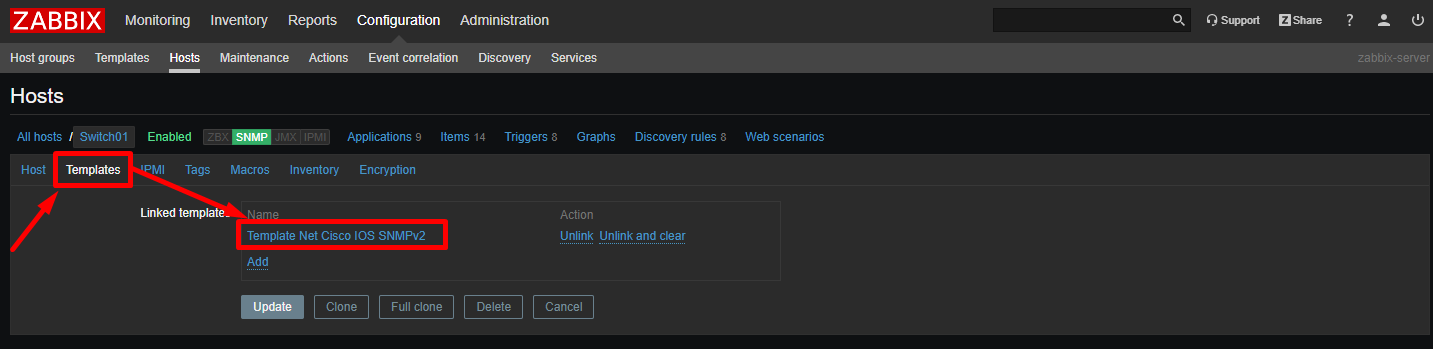 ZABBIX Monitoring Inventory Reports Configuration Administration Support Z Share ?
Host groups Templates Hosts Maintenance Actions Event correlation Discovery Services zabbix-server
Hosts
All hosts / Switch01 Enabled ZBX SNMP JMX IPMI Applications 9 Items 14 Triggers 8 Graphs Discovery rules 8 Web scenarios
Host Templates IPMI Tags Macros Inventory Encryption
Linked templates Name Action
Template Net Cisco IOS SNMPv2 Unlink Unlink and clear
Add
Update Clone Full clone Delete Cancel